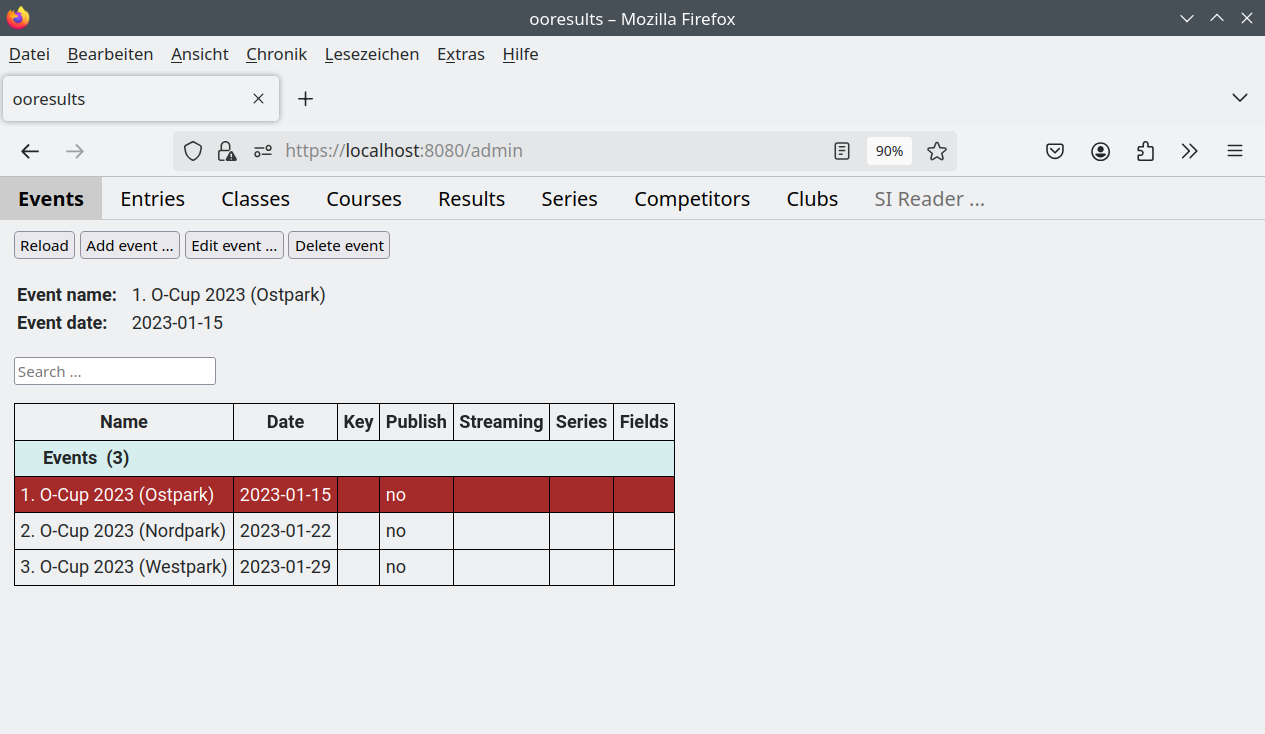 ooresults – Mozilla Firefox
Datei Bearbeiten Ansicht Chronik Lesezeichen Extras Hilfe
ooresults
https://localhost:8080/admin 90%
Events Entries Classes Courses Results Series Competitors Clubs SI Reader ...
Reload Add event ... Edit event ... Delete event
Event name: 1. O-Cup 2023 (Ostpark)
Event date: 2023-01-15
Search ...
Name Date Key Publish Streaming Series Fields
Events (3)
1. O-Cup 2023 (Ostpark) 2023-01-15 no
2. O-Cup 2023 (Nordpark) 2023-01-22 no
3. O-Cup 2023 (Westpark) 2023-01-29 no